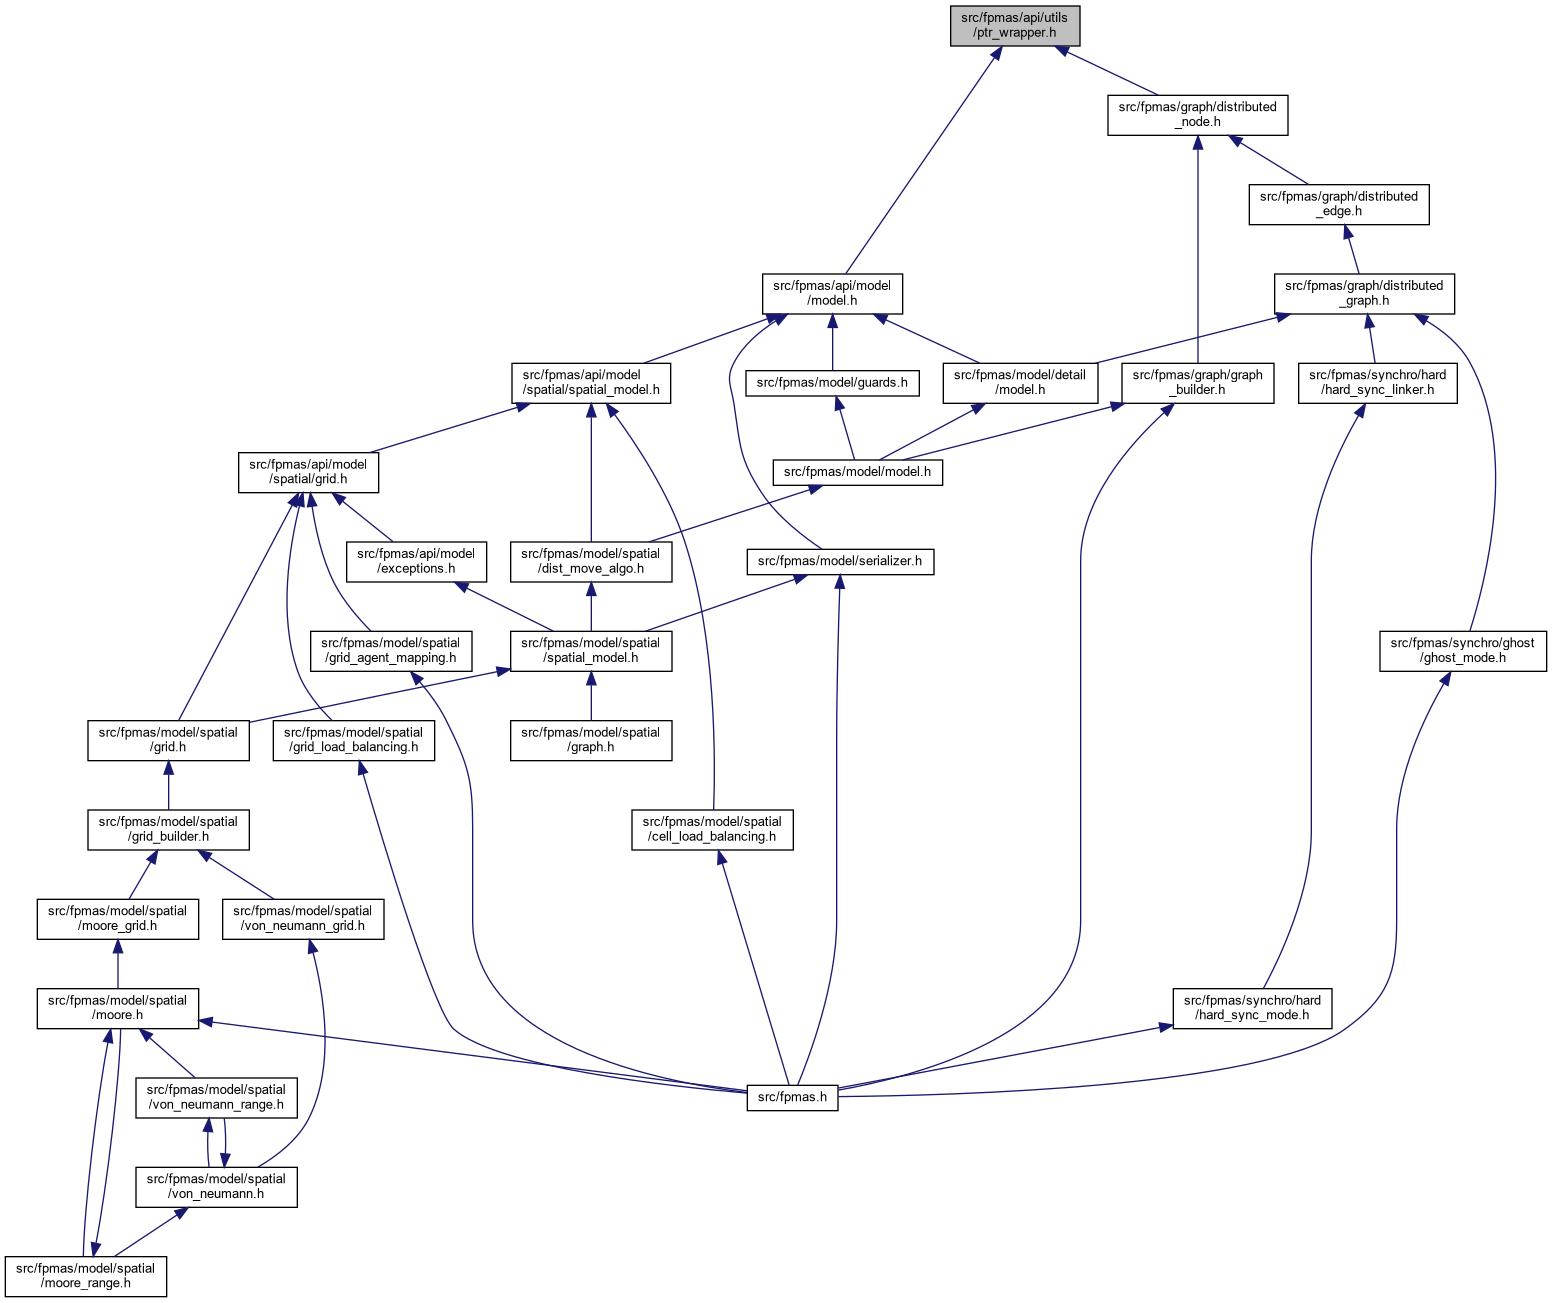 src/fpmas/api/utils
/ptr_wrapper.h
src/fpmas/graph/distributed
_node.h
src/fpmas/graph/distributed
_edge.h
src/fpmas/api/model
/model.h
src/fpmas/graph/distributed
_graph.h
src/fpmas/api/model
/spatial/spatial_model.h
src/fpmas/model/guards.h
src/fpmas/model/detail
/model.h
src/fpmas/graph/graph
_builder.h
src/fpmas/synchro/hard
/hard_sync_linker.h
src/fpmas/api/model
/spatial/grid.h
src/fpmas/model/model.h
src/fpmas/api/model
/exceptions.h
src/fpmas/model/spatial
/dist_move_algo.h
src/fpmas/model/serializer.h
src/fpmas/model/spatial
/grid_agent_mapping.h
src/fpmas/model/spatial
/spatial_model.h
src/fpmas/synchro/ghost
/ghost_mode.h
src/fpmas/model/spatial
/grid.h
src/fpmas/model/spatial
/grid_load_balancing.h
src/fpmas/model/spatial
/graph.h
src/fpmas/model/spatial
/grid_builder.h
src/fpmas/model/spatial
/cell_load_balancing.h
src/fpmas/model/spatial
/moore_grid.h
src/fpmas/model/spatial
/von_neumann_grid.h
src/fpmas/model/spatial
/moore.h
src/fpmas/synchro/hard
/hard_sync_mode.h
src/fpmas/model/spatial
/von_neumann_range.h
src/fpmas.h
src/fpmas/model/spatial
/von_neumann.h
src/fpmas/model/spatial
/moore_range.h